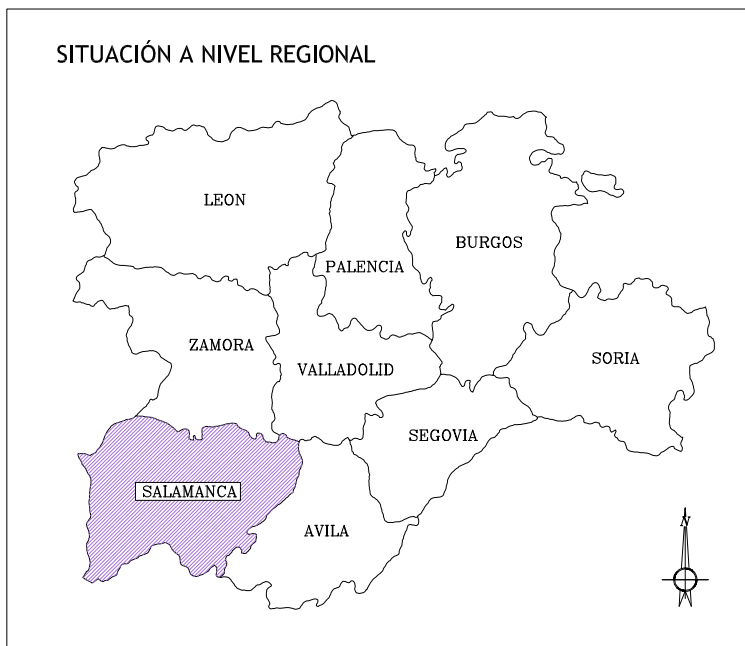 SITUACIÓN A NIVEL REGIONAL
LEON
BURGOS
PALENCIA
ZAMORA
SORIA
VALLADOLID
SEGOVIA
SALAMANCA
AVILA
N